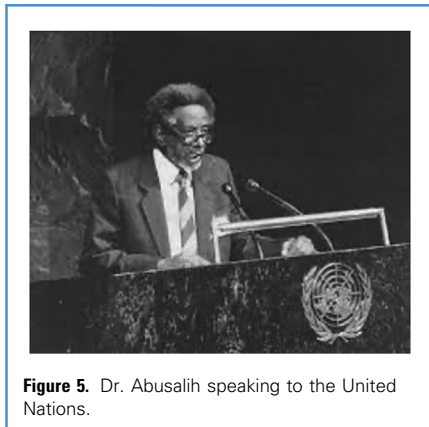 Figure 5. Dr. Abusalih speaking to the United
Nations.